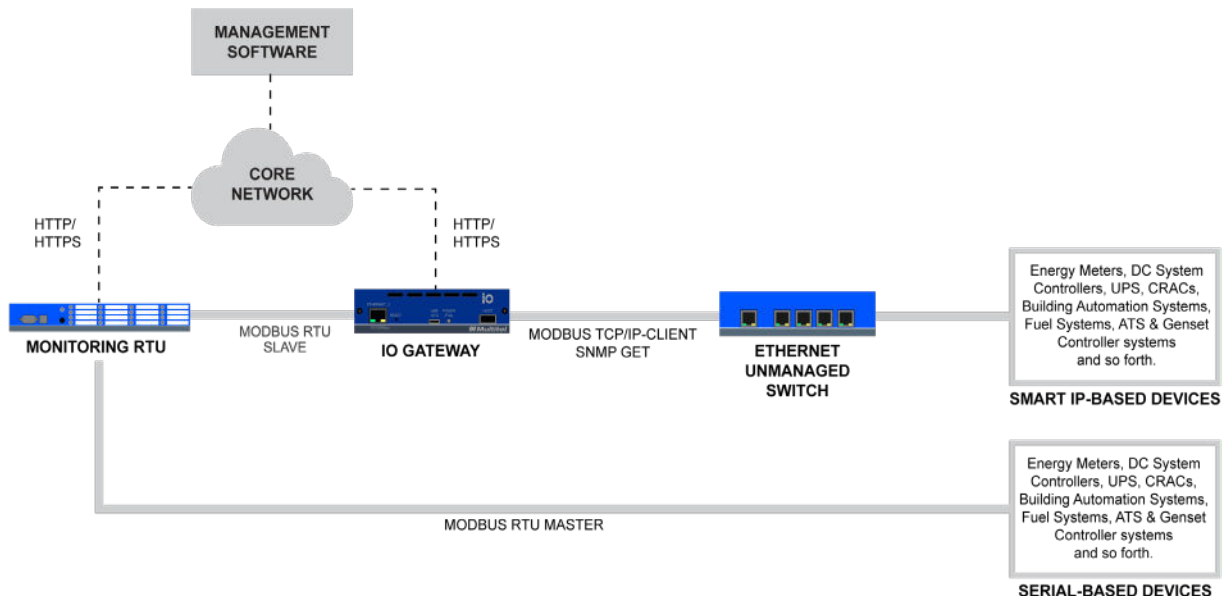 MANAGEMENT
SOFTWARE
CORE
NETWORK
HTTP/
HTTPS
HTTP/
HTTPS
io
Multitel
MONITORING RTU
MODBUS RTU
SLAVE
IO GATEWAY
MODBUS TCP/IP-CLIENT
SNMP GET
ETHERNET
UNMANAGED
SWITCH
Energy Meters, DC System
Controllers, UPS, CRACs,
Building Automation Systems,
Fuel Systems, ATS & Genset
Controller systems
and so forth.
SMART IP-BASED DEVICES
MODBUS RTU MASTER
Energy Meters, DC System
Controllers, UPS, CRACs,
Building Automation Systems,
Fuel Systems, ATS & Genset
Controller systems
and so forth.
SERIAL-BASED DEVICES